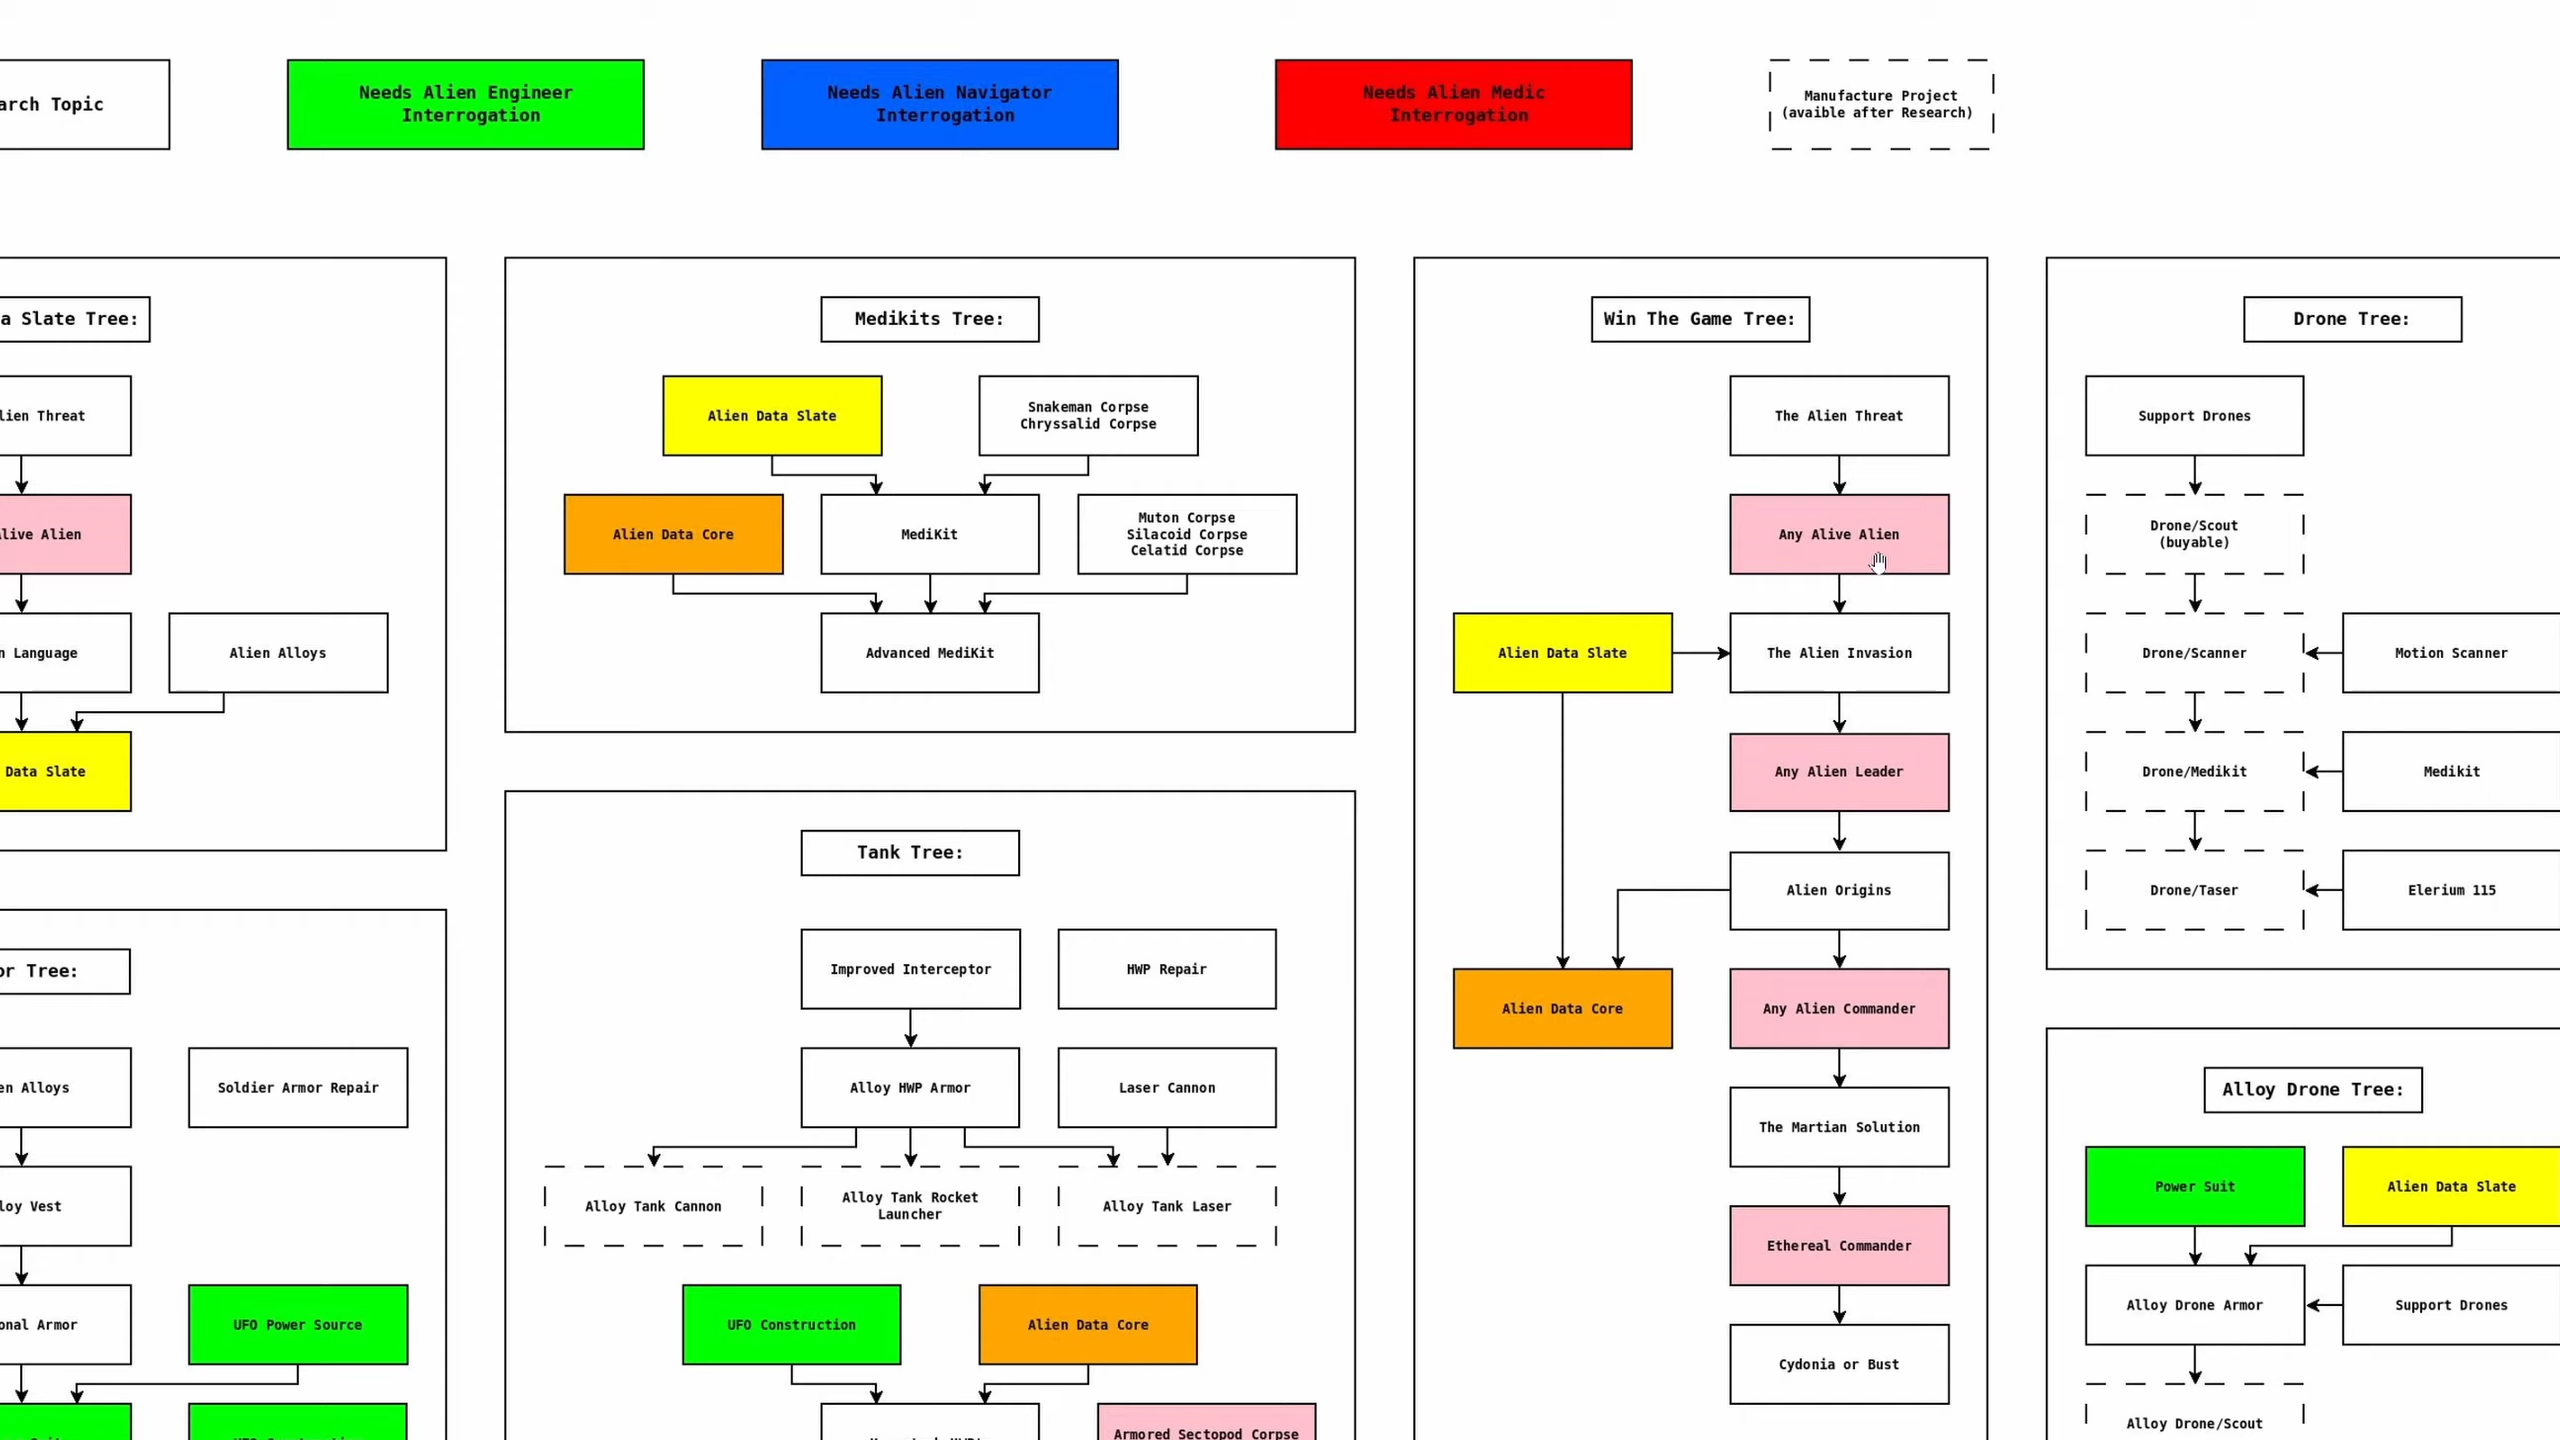 arch Topic
Needs Alien Engineer
Interrogation
Needs Alien Navigator
Interrogation
Needs Alien Medic
Interrogation
Manufacture Project
(avaible after Research)
a Slate Tree:
lien Threat
live Alien
n Language
Alien Alloys
Data Slate
or Tree:
en Alloys
Soldier Armor Repair
loy Vest
onal Armor
UFO Power Source
Medikits Tree:
Alien Data Slate
Snakeman Corpse
Chryssalid Corpse
Alien Data Core
MediKit
Muton Corpse
Silacoid Corpse
Celatid Corpse
Advanced MediKit
Tank Tree:
Improved Interceptor
HWP Repair
Alloy HWP Armor
Laser Cannon
Alloy Tank Cannon
Alloy Tank Rocket
Launcher
Alloy Tank Laser
UFO Construction
Alien Data Core
Armored Sectopod Corpse
Win The Game Tree:
The Alien Threat
Any Alive Alien
Alien Data Slate
The Alien Invasion
Any Alien Leader
Alien Origins
Alien Data Core
Any Alien Commander
The Martian Solution
Ethereal Commander
Cydonia or Bust
Drone Tree:
Support Drones
Drone/Scout
(buyable)
Drone/Scanner
Motion Scanner
Drone/Medikit
Medikit
Drone/Taser
Elerium 115
Alloy Drone Tree:
Power Suit
Alien Data Slate
Alloy Drone Armor
Support Drones
Alloy Drone/Scout